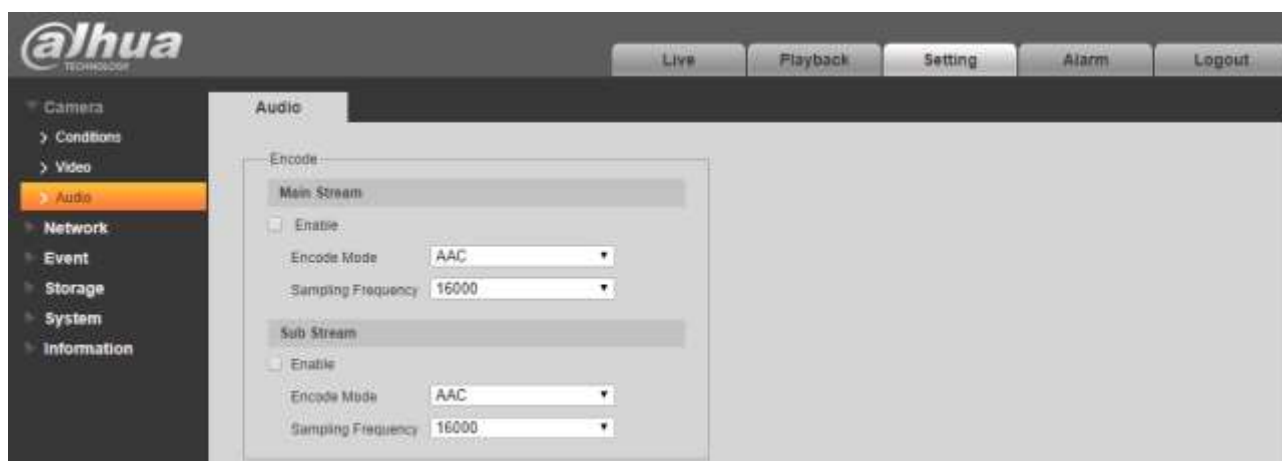 alhua
TECHNOLOGY
Live Playback Setting Alarm Logout
Camera
Conditions
Video
Audio
Network
Event
Storage
System
Information
Audio
Encode
Main Stream
Enable
Encode Mode AAC
Sampling Frequency 16000
Sub Stream
Enable
Encode Mode AAC
Sampling Frequency 16000